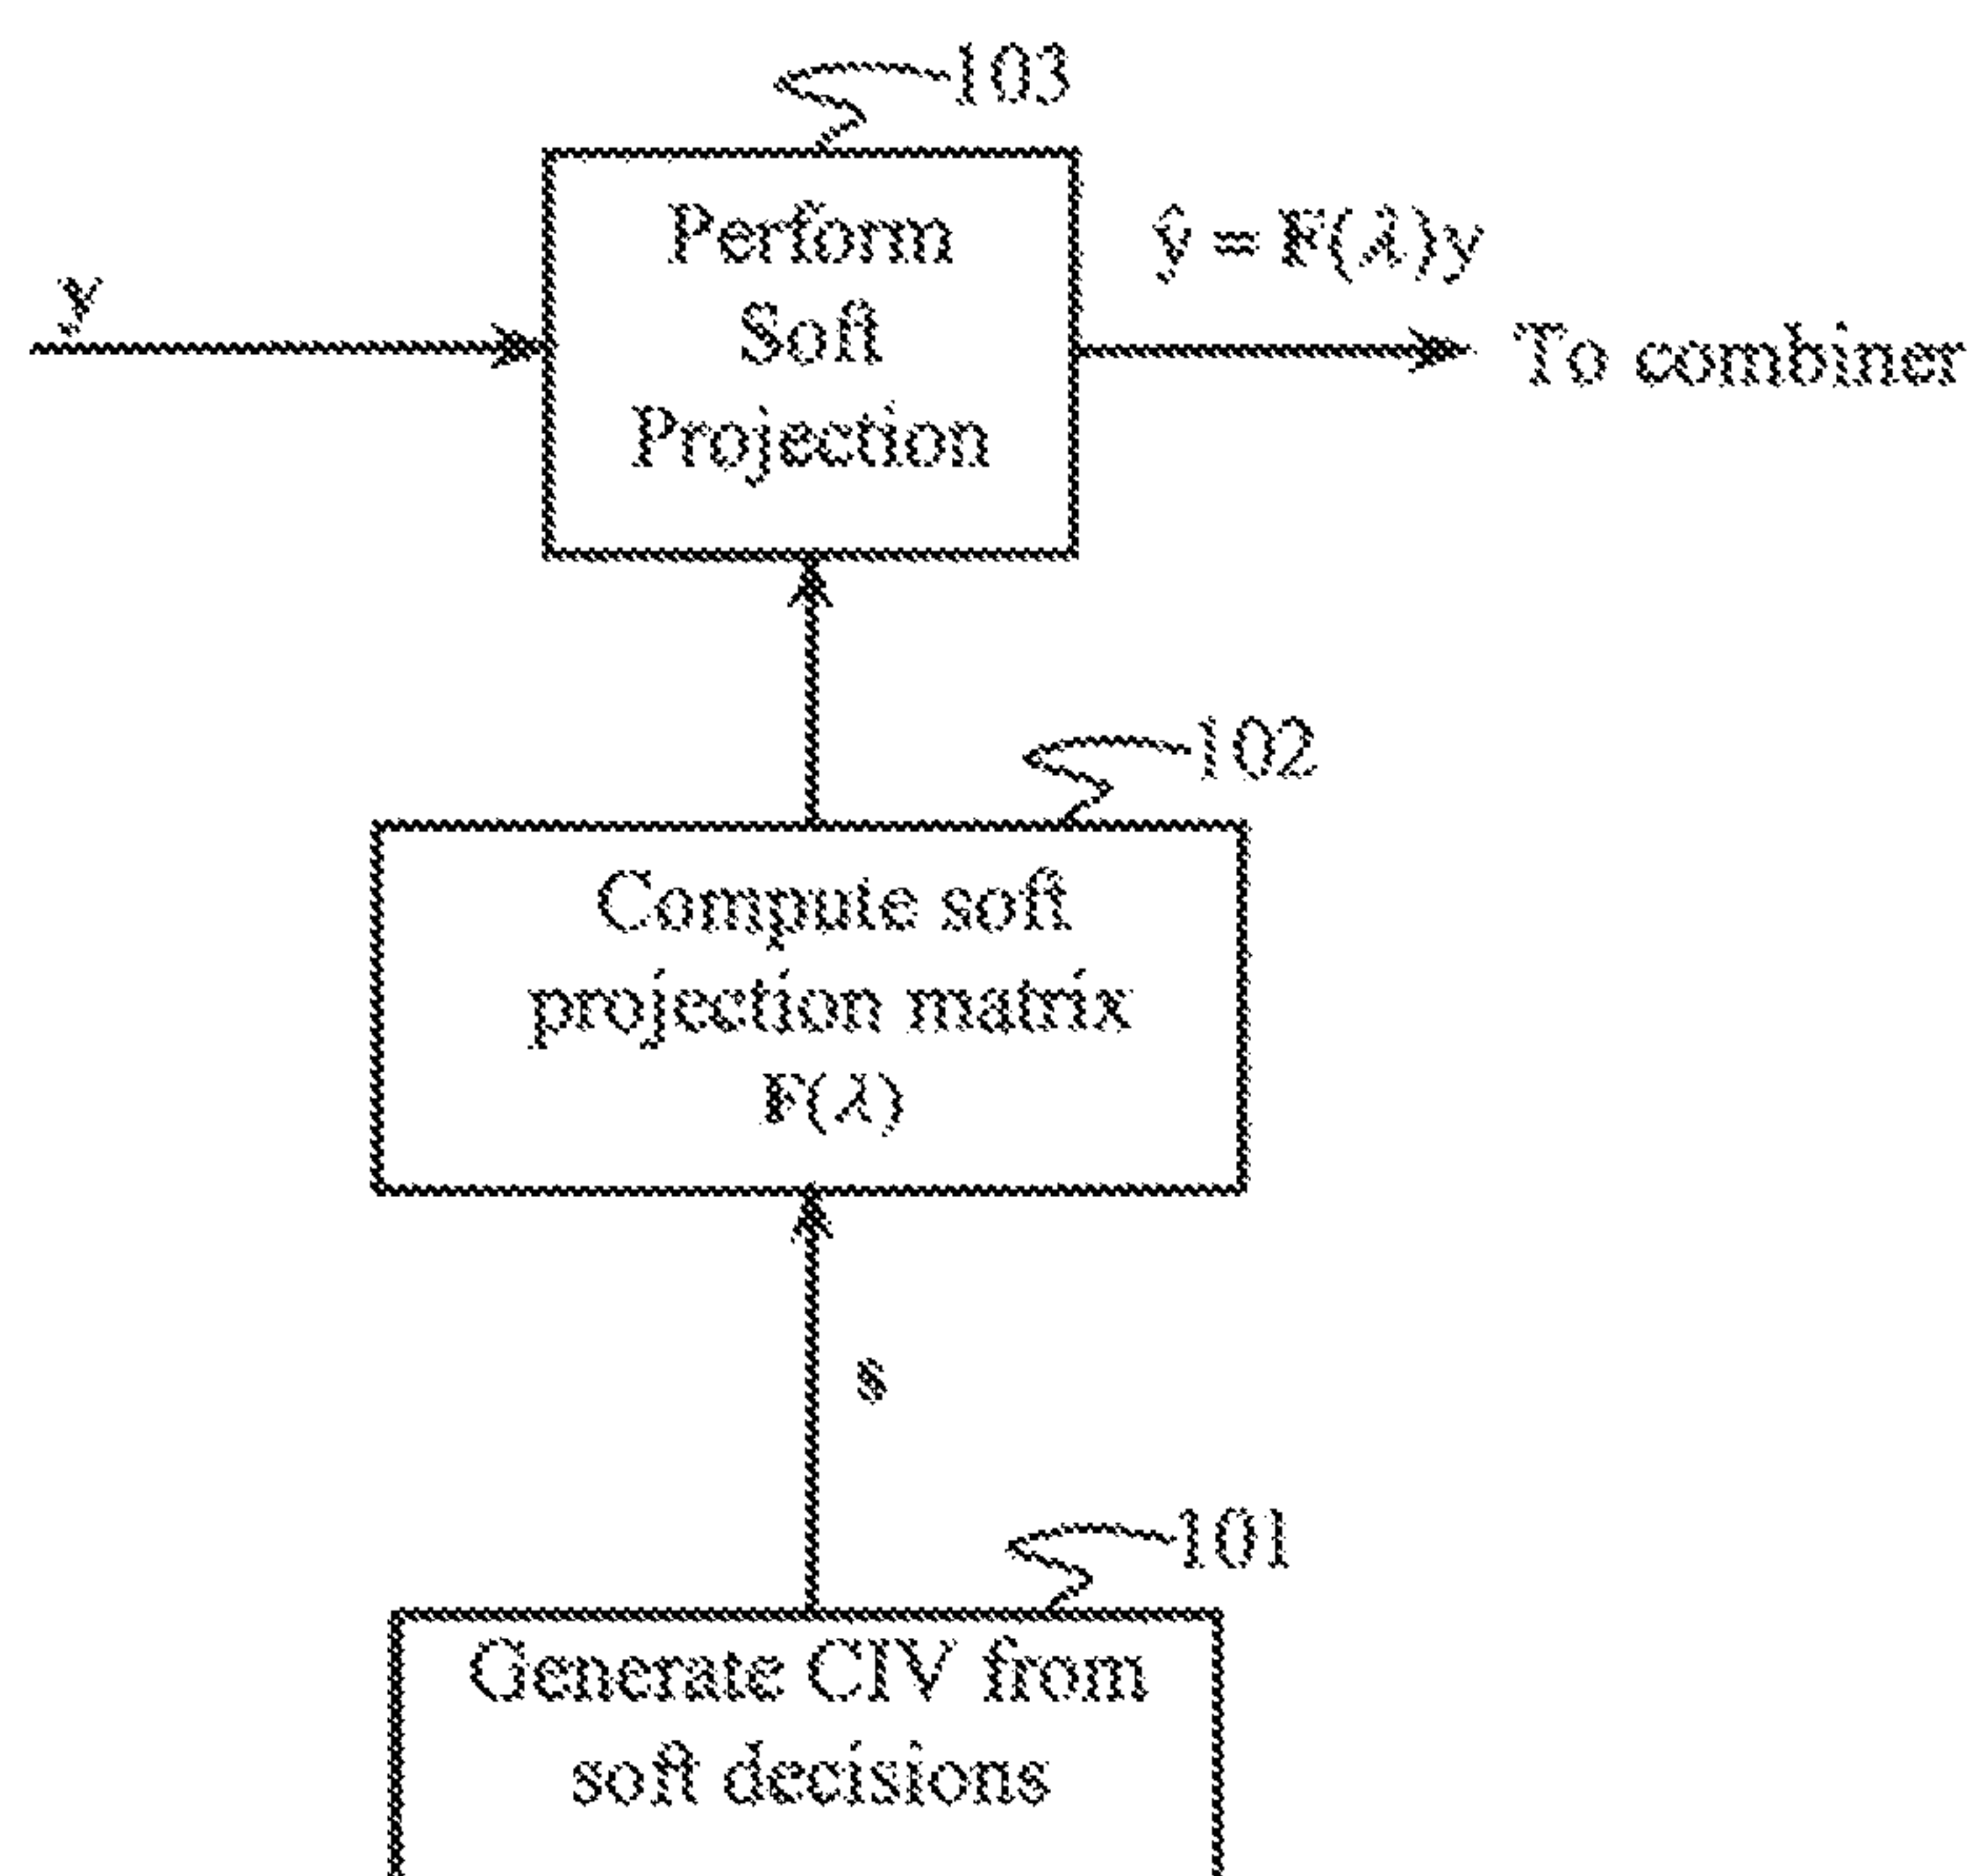 103
Perform
Soft
Projection
y
ŷ = F(λ)y
To combiner
102
Compute soft
projection matrix
F(λ)
s
101
Generate CIV from
soft decisions